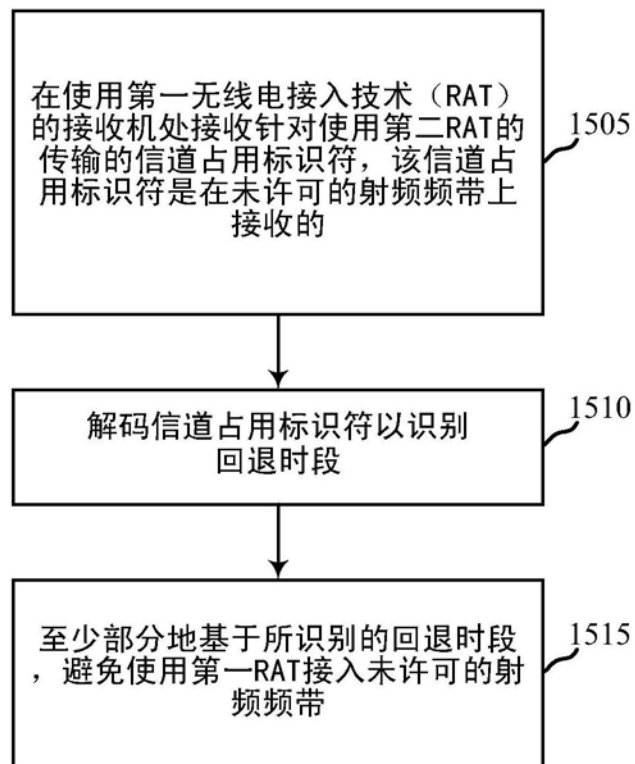 在使用第一无线电接入技术（RAT）
的接收机处接收针对使用第二RAT的
传输的信道占用标识符，该信道占
用标识符是在未许可的射频频带上
接收的
1505
解码信道占用标识符以识别
回退时段
1510
至少部分地基于所识别的回退时段
，避免使用第一RAT接入未许可的射
频频带
1515